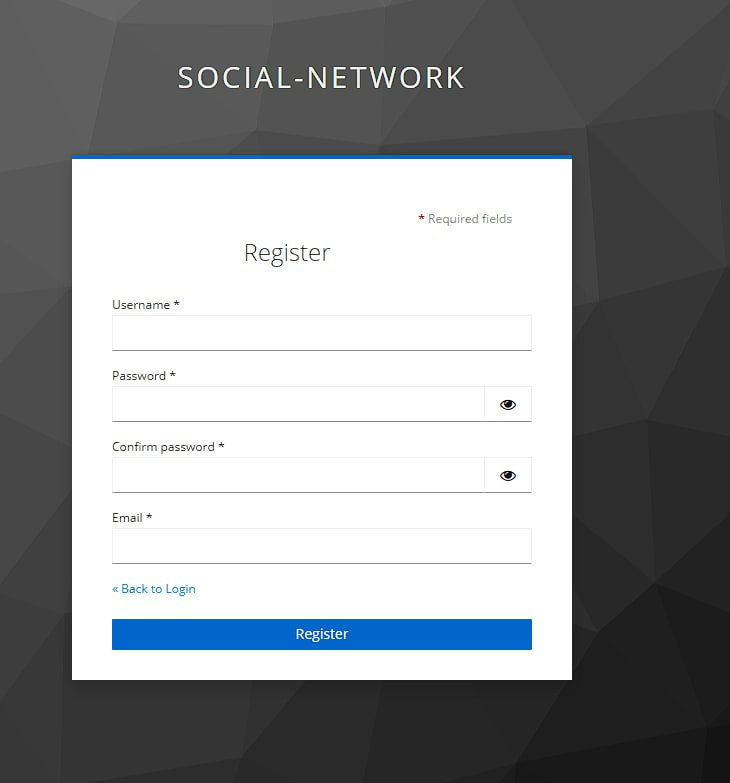 SOCIAL-NETWORK
* Required fields
Register
Username *
Password *
Confirm password *
Email *
« Back to Login
Register